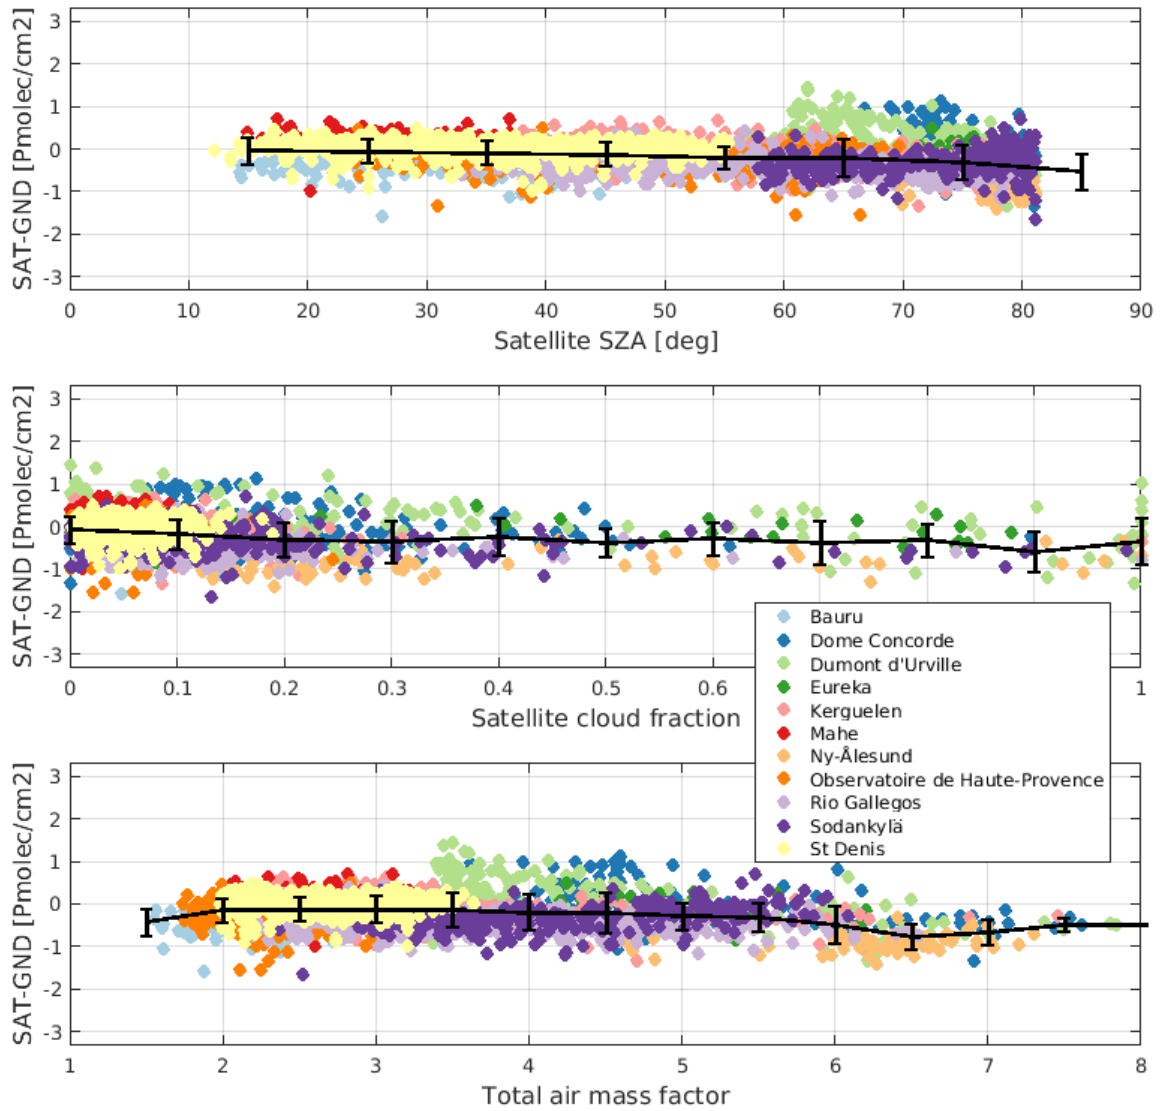 3
2
1
0
-1
-2
-3
SAT-GND [Pmolec/cm2]
0 10 20 30 40 50 60 70 80 90
Satellite SZA [deg]
3
2
1
0
-1
-2
-3
SAT-GND [Pmolec/cm2]
0 0.1 0.2 0.3 0.4 0.5 0.6 1
Satellite cloud fraction
Bauru
Dome Concorde
Dumont d'Urville
Eureka
Kerguelen
Mahe
Ny-Ålesund
Observatoire de Haute-Provence
Rio Gallegos
Sodankylä
St Denis
3
2
1
0
-1
-2
-3
SAT-GND [Pmolec/cm2]
1 2 3 4 5 6 7 8
Total air mass factor